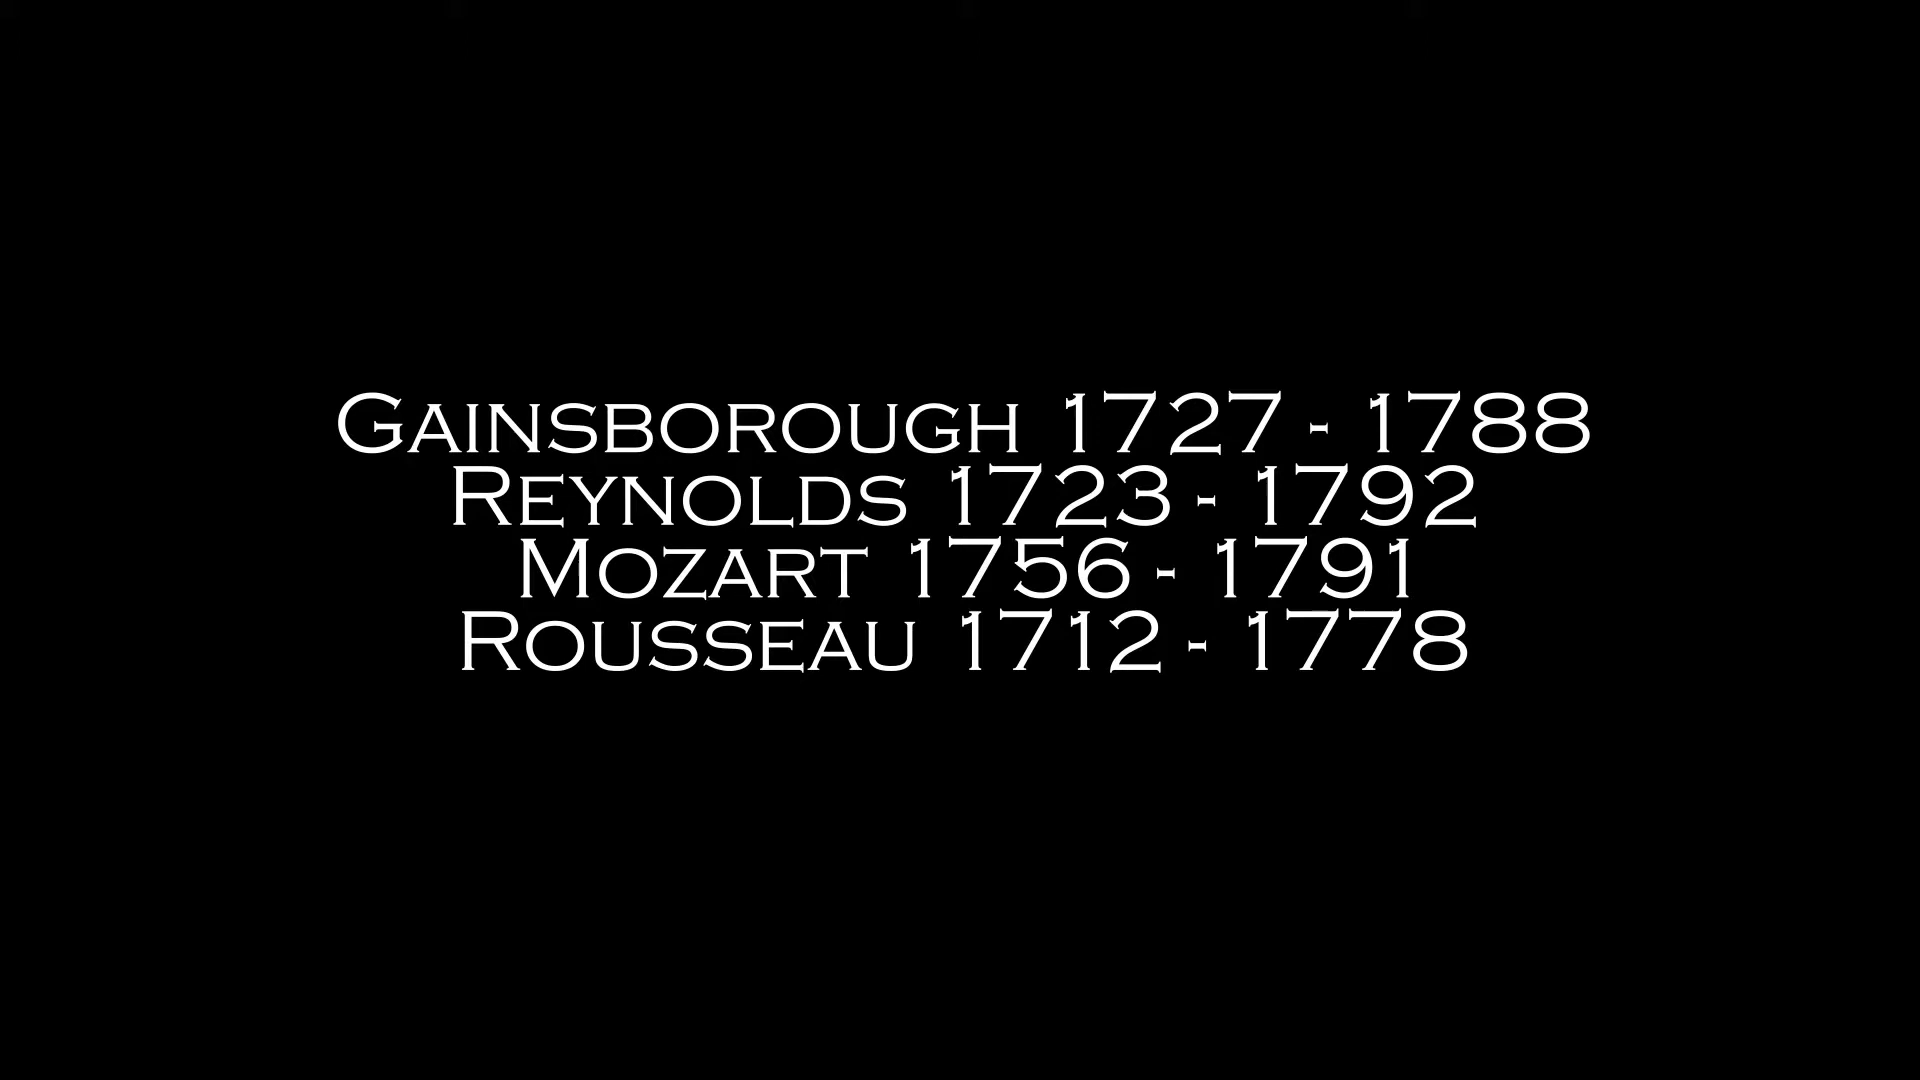 Gainsborough 1727 - 1788
Reynolds 1723 - 1792
Mozart 1756 - 1791
Rousseau 1712 - 1778